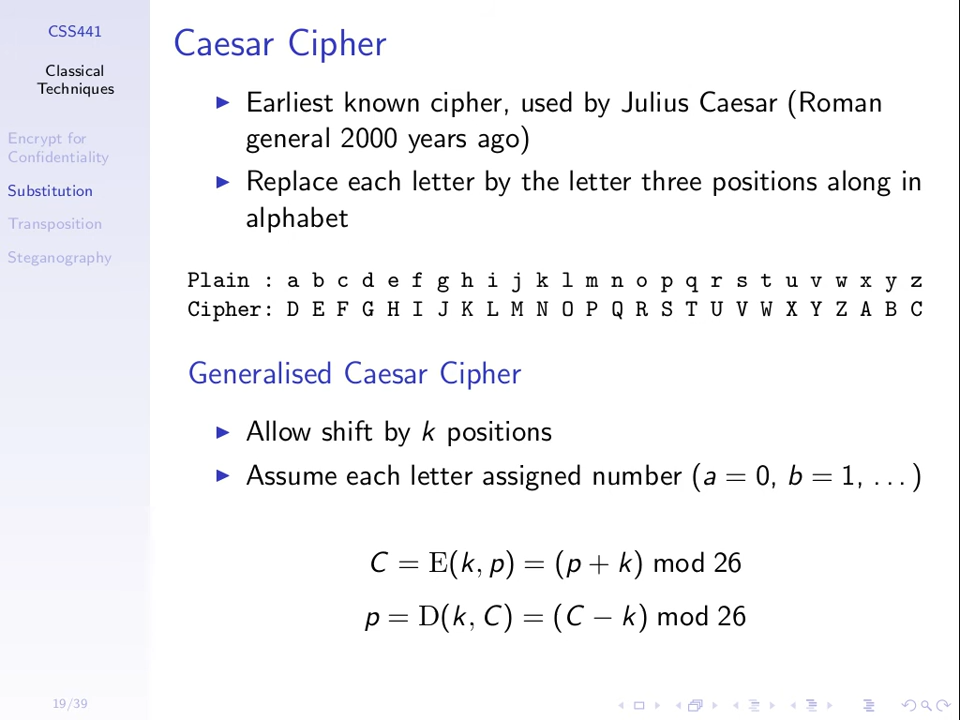 CSS441
Classical
Techniques
Encrypt for
Confidentiality
Substitution
Transposition
Steganography
19/39
Caesar Cipher
▶ Earliest known cipher, used by Julius Caesar (Roman
general 2000 years ago)
▶ Replace each letter by the letter three positions along in
alphabet
Plain : a b c d e f g h i j k l m n o p q r s t u v w x y z
Cipher: D E F G H I J K L M N O P Q R S T U V W X Y Z A B C
Generalised Caesar Cipher
▶ Allow shift by k positions
▶ Assume each letter assigned number (a = 0, b = 1, . . . )
C = E(k, p) = (p + k) mod 26
p = D(k, C) = (C − k) mod 26